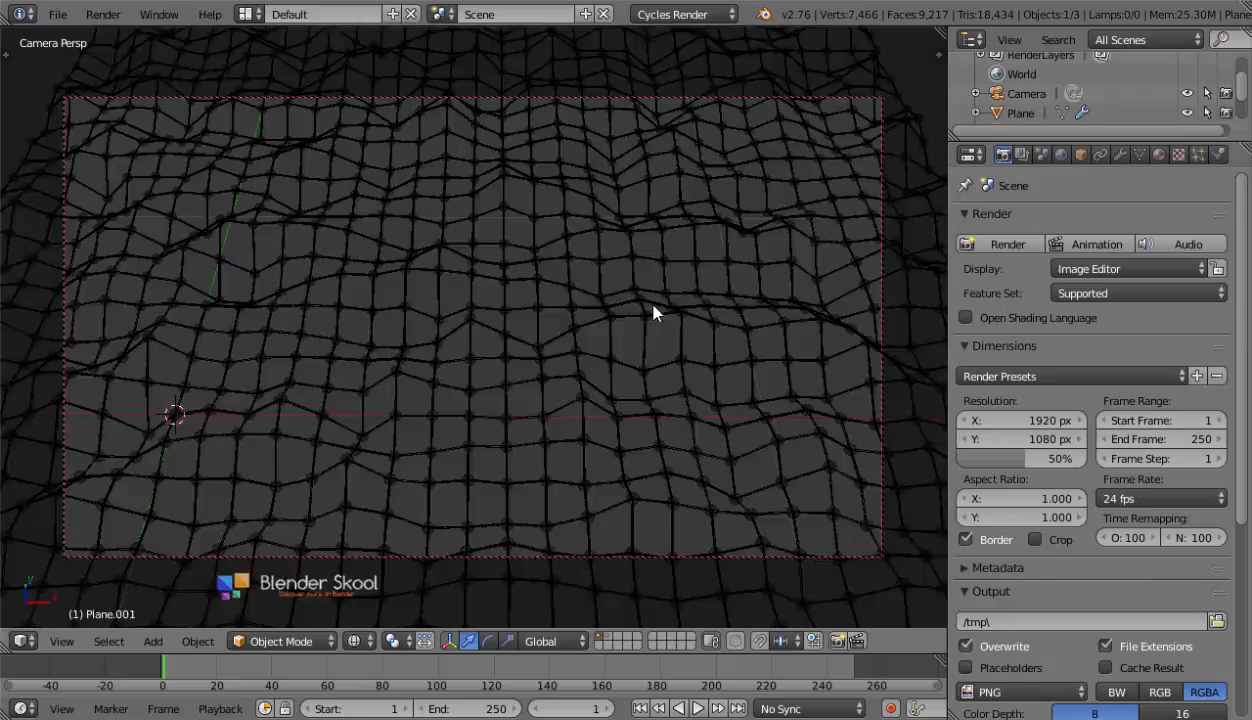 File Render Window Help Default Scene Cycles Render v2.76 | Verts:7,466 | Faces:9,217 | Tris:18,434 | Objects:1/3 | Lamps:0/0 | Mem:25.30M | Plane
Camera Persp
View Search All Scenes
RenderLayers
World
Camera
Plane
Scene
Render
Render Animation Audio
Display: Image Editor
Feature Set: Supported
Open Shading Language
Dimensions
Render Presets
Resolution: Frame Range:
X: 1920 px Start Frame: 1
Y: 1080 px End Frame: 250
50% Frame Step: 1
Aspect Ratio: Frame Rate:
X: 1.000 24 fps
Y: 1.000 Time Remapping:
Border Crop O: 100 N: 100
Metadata
Output
/tmp\
Overwrite File Extensions
Placeholders Cache Result
PNG BW RGB RGBA
Color Depth: 8 16
Blender Skool
(1) Plane.001
View Select Add Object Object Mode Global
-40 -20 0 20 40 60 80 100 120 140 160 180 200 220 240 260
View Marker Frame Playback Start: 1 End: 250 1 No Sync